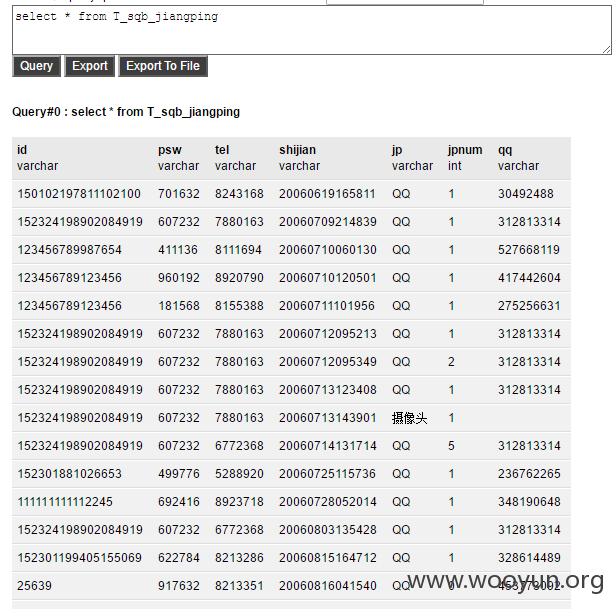 select * from T_sqb_jiangping
Query Export Export To File
Query#0 : select * from T_sqb_jiangping
id psw tel shijian jp jpnum qq
varchar varchar varchar varchar varchar int varchar
150102197811102100 701632 8243168 20060619165811 QQ 1 30492488
152324198902084919 607232 7880163 20060709214839 QQ 1 312813314
123456789987654 411136 8111694 20060710060130 QQ 1 527668119
123456789123456 960192 8920790 20060710120501 QQ 1 417442604
123456789123456 181568 8155388 20060711101956 QQ 1 275256631
152324198902084919 607232 7880163 20060712095213 QQ 1 312813314
152324198902084919 607232 7880163 20060712095349 QQ 2 312813314
152324198902084919 607232 7880163 20060713123408 QQ 1 312813314
152324198902084919 607232 7880163 20060713143901 摄像头 1
152324198902084919 607232 6772368 20060714131714 QQ 5 312813314
152301881026653 499776 5288920 20060725115736 QQ 1 236762265
111111111112245 692416 8923718 20060728052014 QQ 1 348190648
152324198902084919 607232 6772368 20060803135428 QQ 1 312813314
152301199405155069 622784 8213286 20060815164712 QQ 1 328614489
25639 917632 8213351 20060816041540 QQ
www.wooyun.org